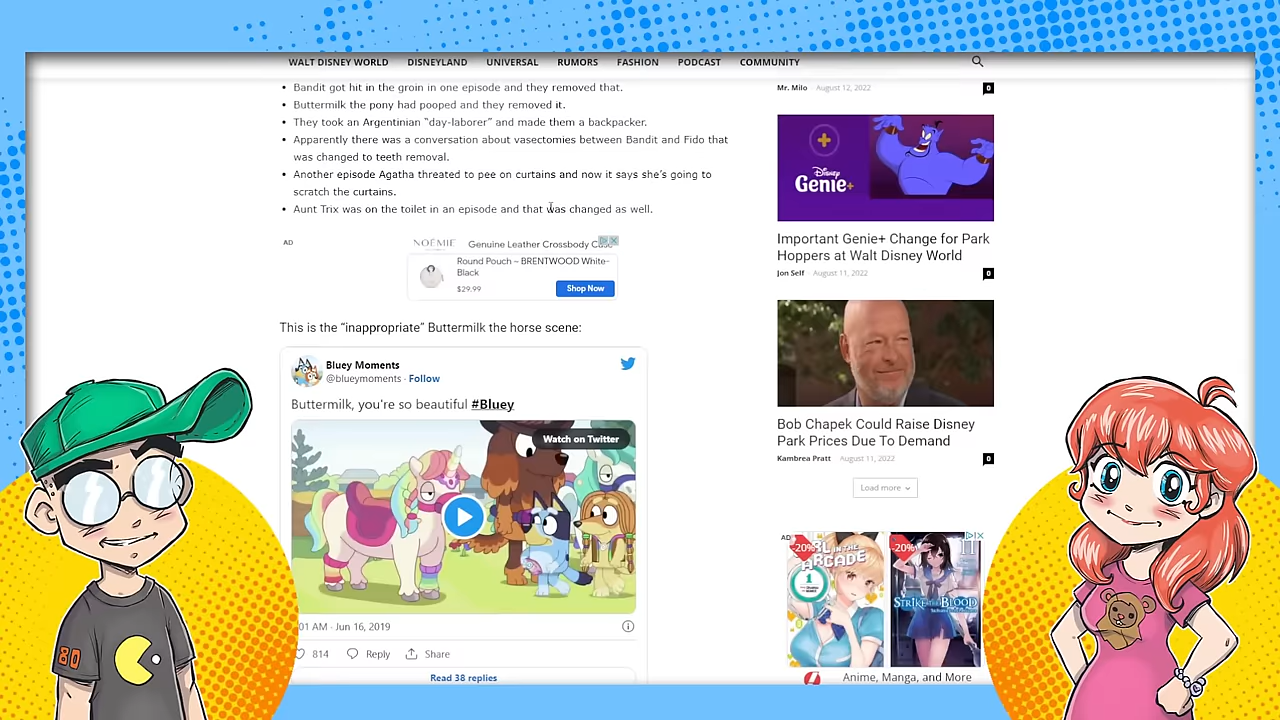 WALT DISNEY WORLD DISNEYLAND UNIVERSAL RUMORS FASHION PODCAST COMMUNITY
Bandit got hit in the groin in one episode and they removed that.
Buttermilk the pony had pooped and they removed it.
They took an Argentinian “day-laborer” and made them a backpacker.
Apparently there was a conversation about vasectomies between Bandit and Fido that
was changed to teeth removal.
Another episode Agatha threated to pee on curtains and now it says she’s going to
scratch the curtains.
Aunt Trix was on the toilet in an episode and that was changed as well.
AD
NOÉMIE
Genuine Leather Crossbody
Round Pouch – BRENTWOOD White-
Black
$29.99
Shop Now
This is the “inappropriate” Buttermilk the horse scene:
Bluey Moments
@blueymoments · Follow
Buttermilk, you're so beautiful #Bluey
Watch on Twitter
01 AM · Jun 16, 2019
814 Reply Share
Read 38 replies
Mr. Milo August 12, 2022 0
Disney
Genie+
Important Genie+ Change for Park
Hoppers at Walt Disney World
Jon Self - August 11, 2022 0
Bob Chapek Could Raise Disney
Park Prices Due To Demand
Kambrea Pratt - August 11, 2022 0
Load more
AD
-20%
RL IN THE
ARCADE
1
-20%
11
STRIKE THE BLOOD
Anime, Manga, and More
80